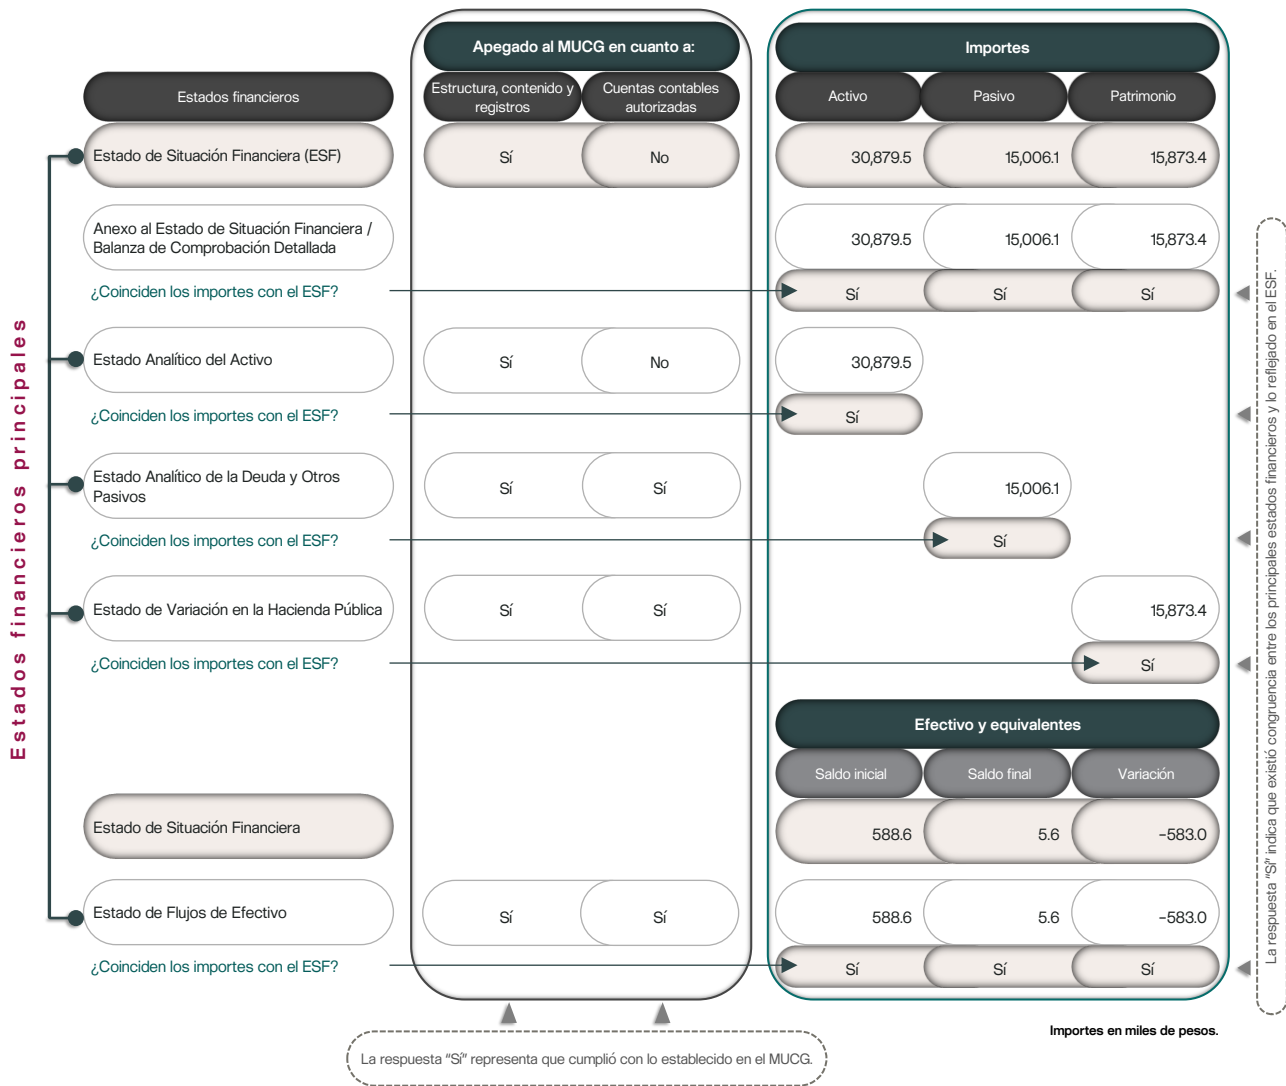 Apegado al MUCG en cuanto a:
Importes
Estados financieros
Estructura, contenido y
registros
Cuentas contables
autorizadas
Activo
Pasivo
Patrimonio
Estado de Situación Financiera (ESF)
Sí
No
30,879.5
15,006.1
15,873.4
Anexo al Estado de Situación Financiera /
Balanza de Comprobación Detallada
30,879.5
15,006.1
15,873.4
¿Coinciden los importes con el ESF?
Sí
Sí
Sí
Estado Analítico del Activo
Sí
No
30,879.5
¿Coinciden los importes con el ESF?
Sí
Estado Analítico de la Deuda y Otros
Pasivos
Sí
Sí
15,006.1
¿Coinciden los importes con el ESF?
Sí
Estado de Variación en la Hacienda Pública
Sí
Sí
15,873.4
¿Coinciden los importes con el ESF?
Sí
Efectivo y equivalentes
Saldo inicial
Saldo final
Variación
Estado de Situación Financiera
588.6
5.6
-583.0
Estado de Flujos de Efectivo
Sí
Sí
588.6
5.6
-583.0
¿Coinciden los importes con el ESF?
Sí
Sí
Sí
Estados financieros principales
La respuesta "Sí" indica que existió congruencia entre los principales estados financieros y lo reflejado en el ESF.
Importes en miles de pesos.
La respuesta "Sí" representa que cumplió con lo establecido en el MUCG.